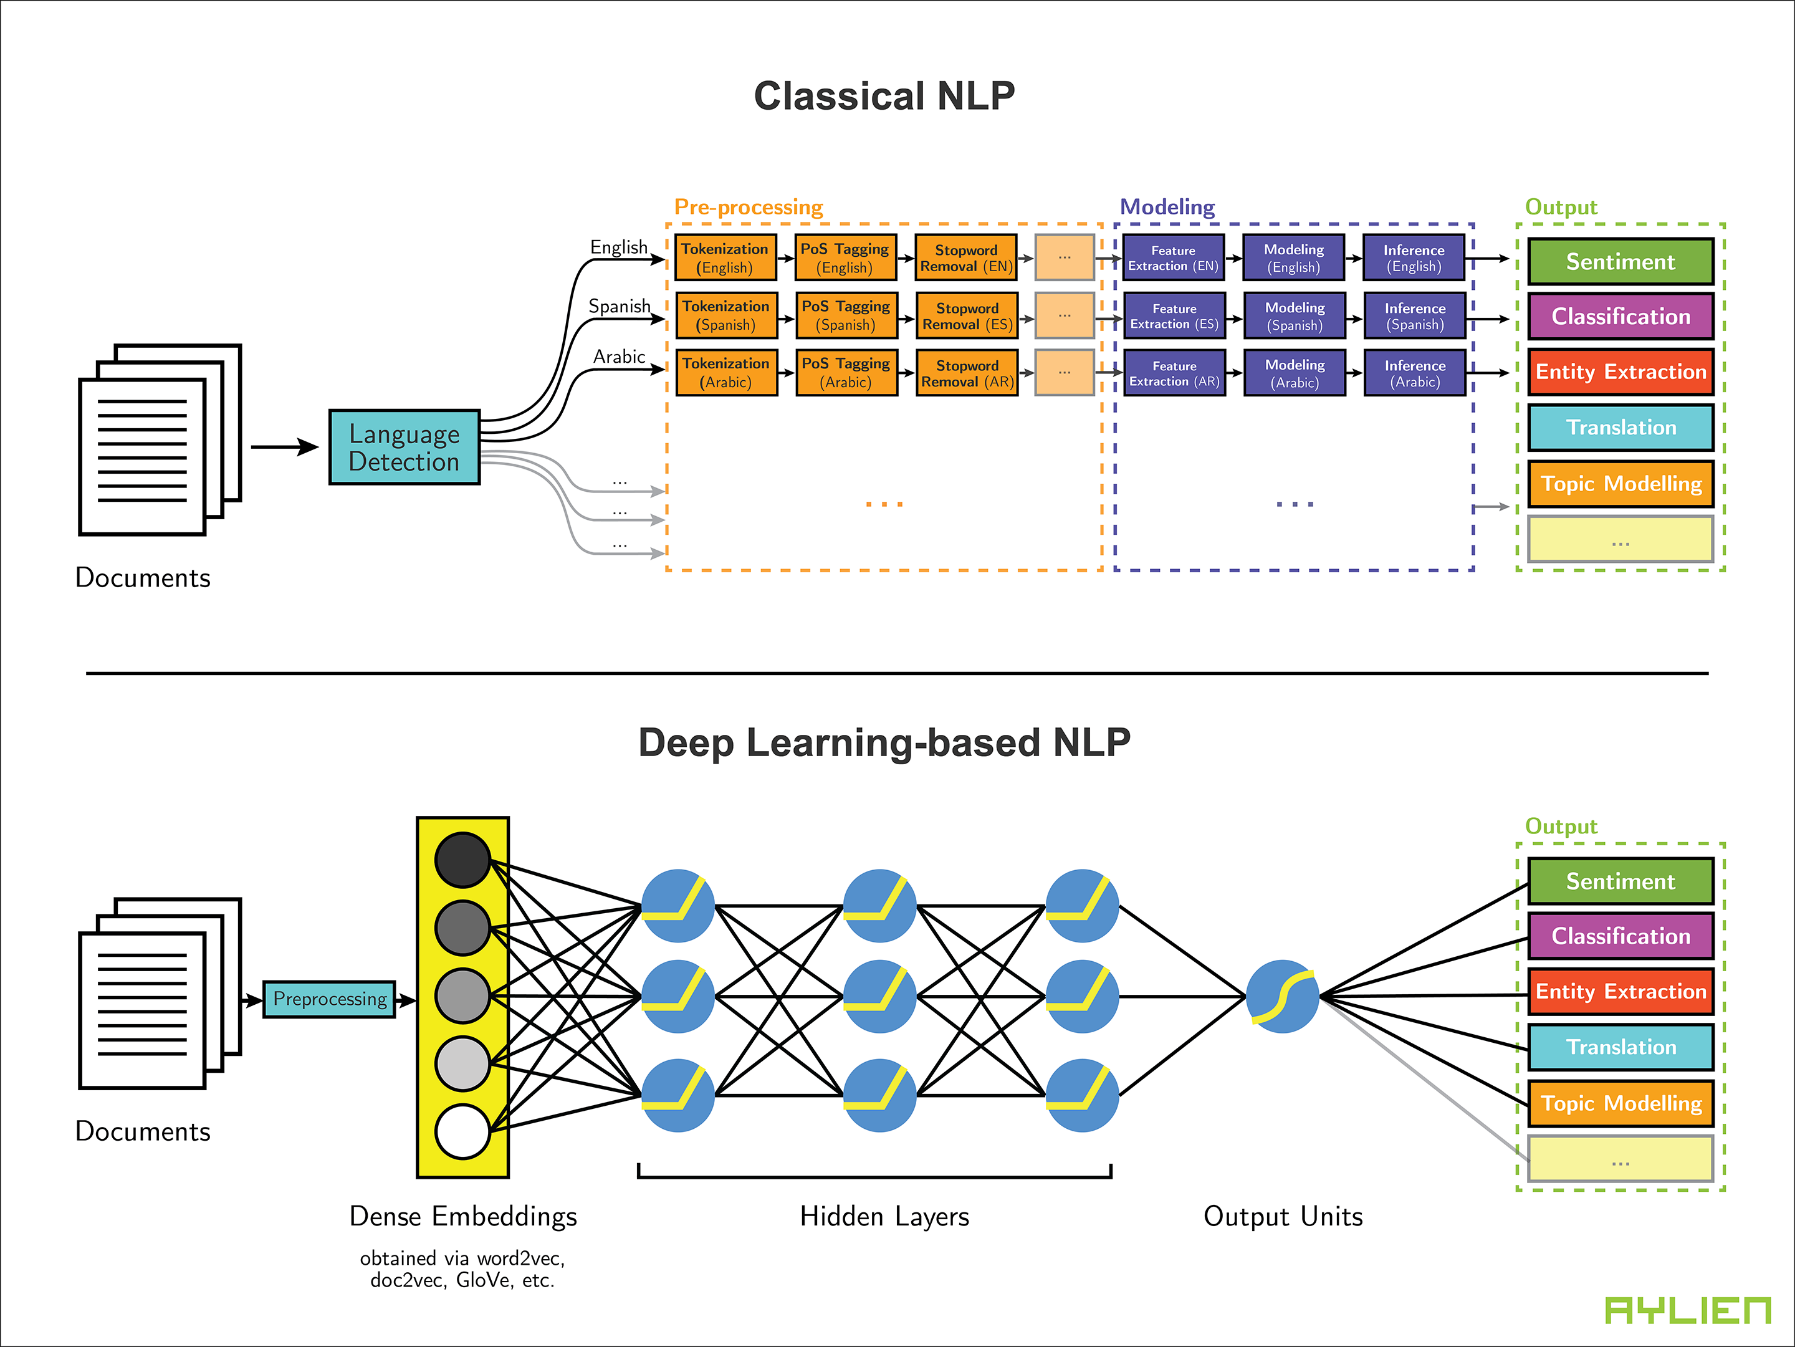 Classical NLP
Pre-processing
Modeling
Output
English
Tokenization
(English)
PoS Tagging
(English)
Stopword
Removal (EN)
...
Feature
Extraction (EN)
Modeling
(English)
Inference
(English)
Sentiment
Spanish
Tokenization
(Spanish)
PoS Tagging
(Spanish)
Stopword
Removal (ES)
...
Feature
Extraction (ES)
Modeling
(Spanish)
Inference
(Spanish)
Classification
Arabic
Tokenization
(Arabic)
PoS Tagging
(Arabic)
Stopword
Removal (AR)
...
Feature
Extraction (AR)
Modeling
(Arabic)
Inference
(Arabic)
Entity Extraction
Language
Detection
Translation
...
...
...
...
...
Topic Modelling
...
Documents
Deep Learning-based NLP
Output
Sentiment
Classification
Entity Extraction
Preprocessing
Translation
Topic Modelling
...
Documents
Dense Embeddings
obtained via word2vec,
doc2vec, GloVe, etc.
Hidden Layers
Output Units
AYLIEN